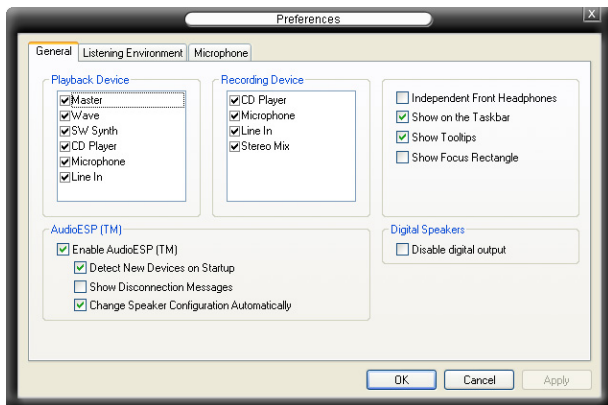 Preferences
X
General Listening Environment Microphone
Playback Device
Master
Wave
SW Synth
CD Player
Microphone
Line In
Recording Device
CD Player
Microphone
Line In
Stereo Mix
Independent Front Headphones
Show on the Taskbar
Show Tooltips
Show Focus Rectangle
AudioESP (TM)
Enable AudioESP (TM)
Detect New Devices on Startup
Show Disconnection Messages
Change Speaker Configuration Automatically
Digital Speakers
Disable digital output
OK Cancel Apply